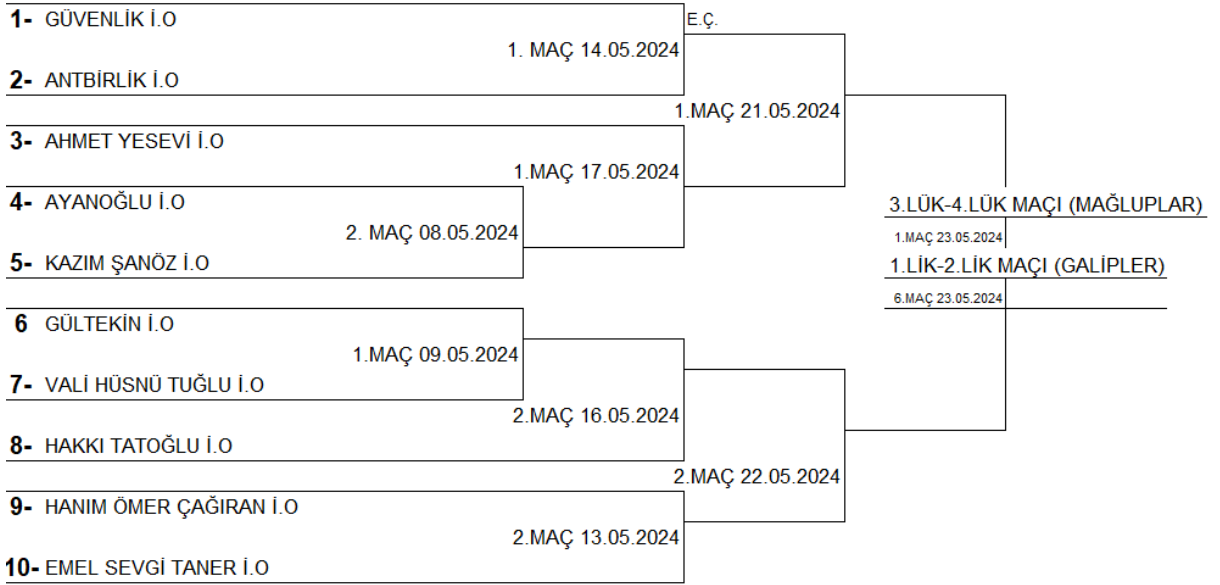 1- GÜVENLİK İ.O
E.Ç.
1. MAÇ 14.05.2024
2- ANTBİRLİK İ.O
1.MAÇ 21.05.2024
3- AHMET YESEVİ İ.O
1.MAÇ 17.05.2024
4- AYANOĞLU İ.O
3.LÜK-4.LÜK MAÇI (MAĞLUPLAR)
2. MAÇ 08.05.2024
1.MAÇ 23.05.2024
5- KAZIM ŞANÖZ İ.O
1.LİK-2.LİK MAÇI (GALİPLER)
6.MAÇ 23.05.2024
6 GÜLTEKİN İ.O
1.MAÇ 09.05.2024
7- VALİ HÜSNÜ TUĞLU İ.O
2.MAÇ 16.05.2024
8- HAKKI TATOĞLU İ.O
2.MAÇ 22.05.2024
9- HANIM ÖMER ÇAĞIRAN İ.O
2.MAÇ 13.05.2024
10- EMEL SEVGİ TANER İ.O